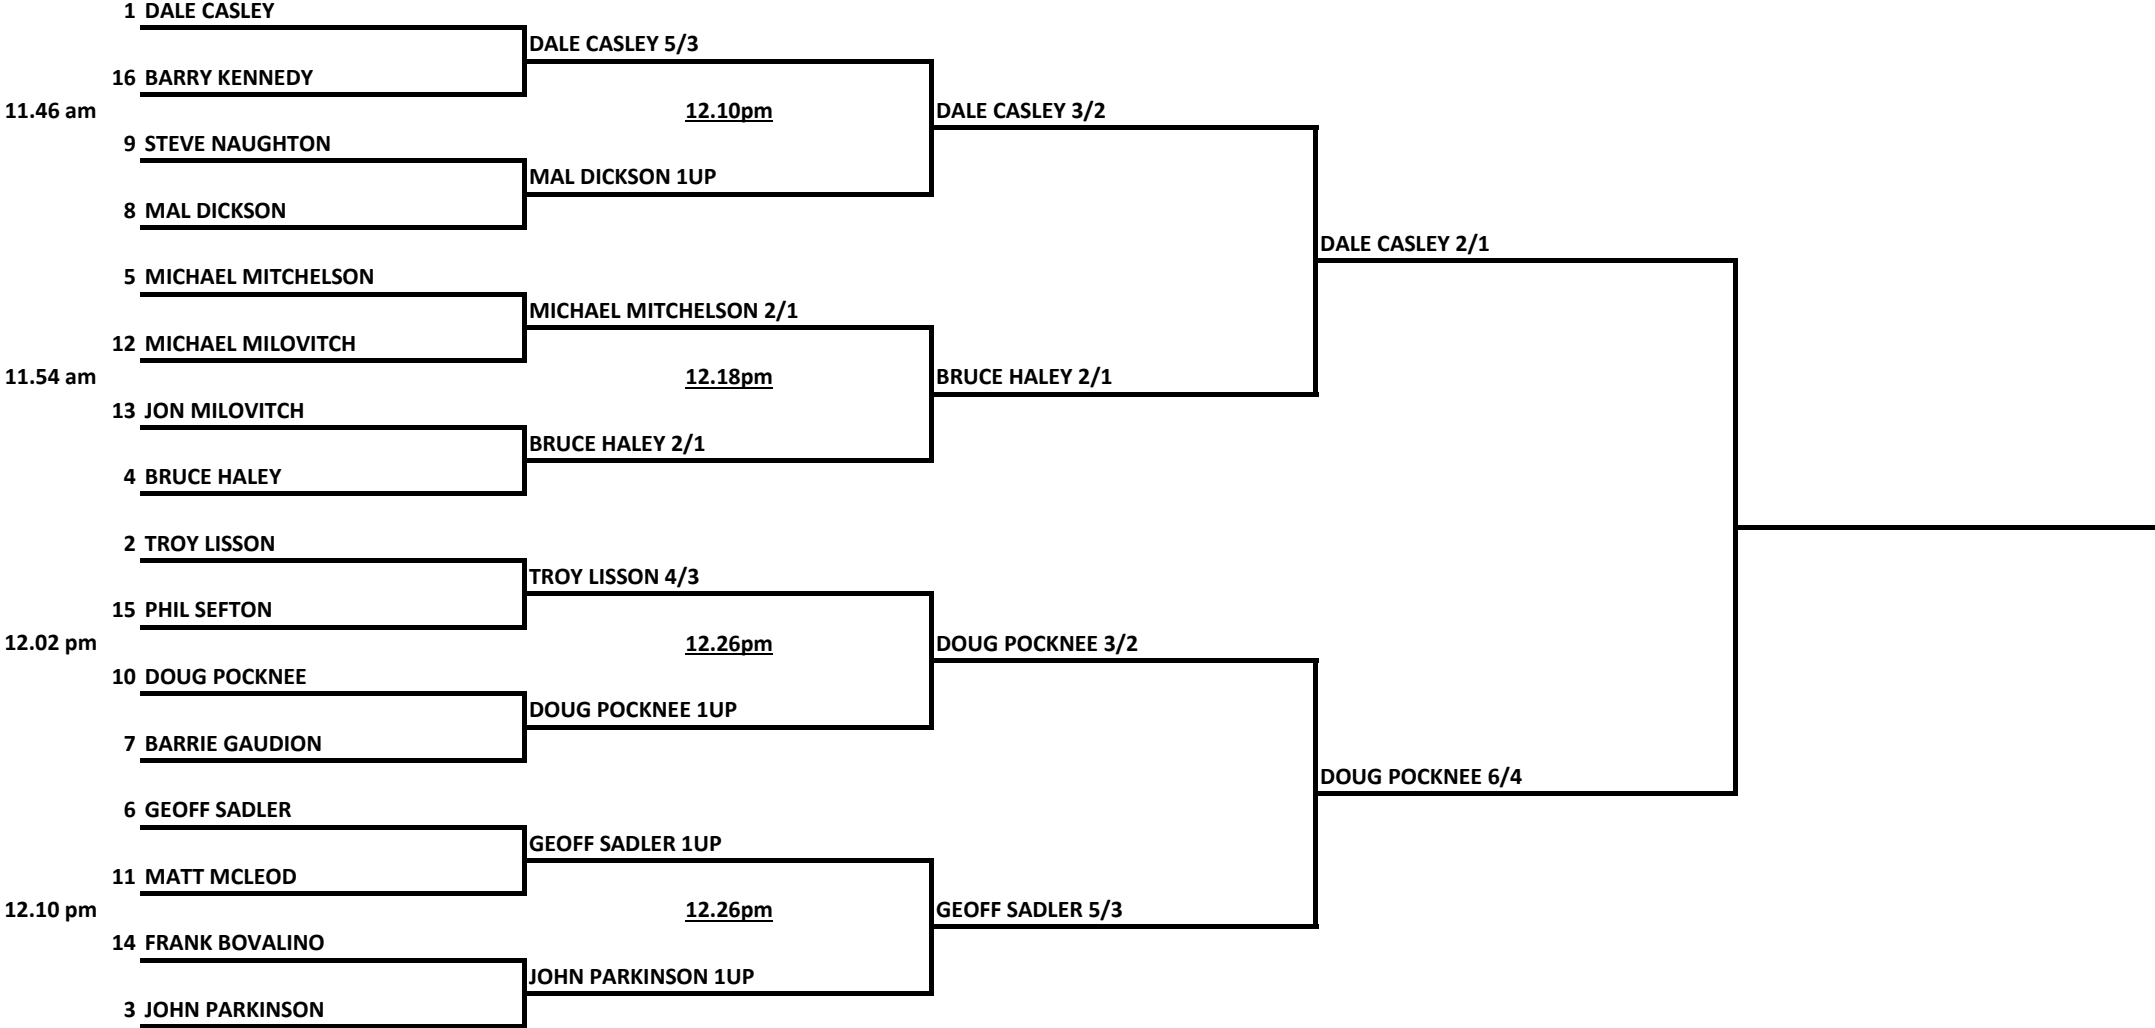 1 DALE CASLEY
DALE CASLEY 5/3
16 BARRY KENNEDY
11.46 am 12.10pm DALE CASLEY 3/2
9 STEVE NAUGHTON
MAL DICKSON 1UP
8 MAL DICKSON
DALE CASLEY 2/1
5 MICHAEL MITCHELSON
MICHAEL MITCHELSON 2/1
12 MICHAEL MILOVITCH
11.54 am 12.18pm BRUCE HALEY 2/1
13 JON MILOVITCH
BRUCE HALEY 2/1
4 BRUCE HALEY
2 TROY LISSON
TROY LISSON 4/3
15 PHIL SEFTON
12.02 pm 12.26pm DOUG POCKNEE 3/2
10 DOUG POCKNEE
DOUG POCKNEE 1UP
7 BARRIE GAUDION
DOUG POCKNEE 6/4
6 GEOFF SADLER
GEOFF SADLER 1UP
11 MATT MCLEOD
12.10 pm 12.26pm GEOFF SADLER 5/3
14 FRANK BOVALINO
JOHN PARKINSON 1UP
3 JOHN PARKINSON